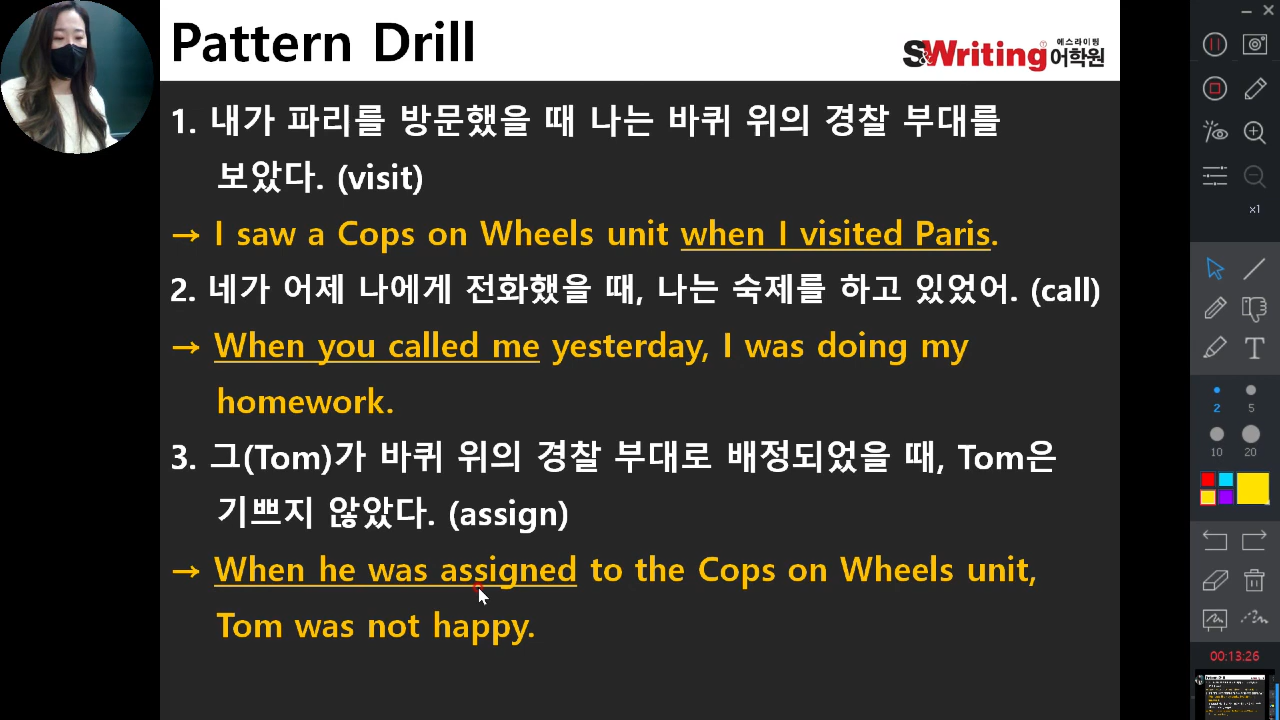 Pattern Drill
S&Writing 에스라이팅 어학원
1. 내가 파리를 방문했을 때 나는 바퀴 위의 경찰 부대를
보았다. (visit)
→ I saw a Cops on Wheels unit when I visited Paris.
2. 네가 어제 나에게 전화했을 때, 나는 숙제를 하고 있었어. (call)
→ When you called me yesterday, I was doing my
homework.
3. 그(Tom)가 바퀴 위의 경찰 부대로 배정되었을 때, Tom은
기쁘지 않았다. (assign)
→ When he was assigned to the Cops on Wheels unit,
Tom was not happy.
x1
T
2 5
10 20
00:13:26